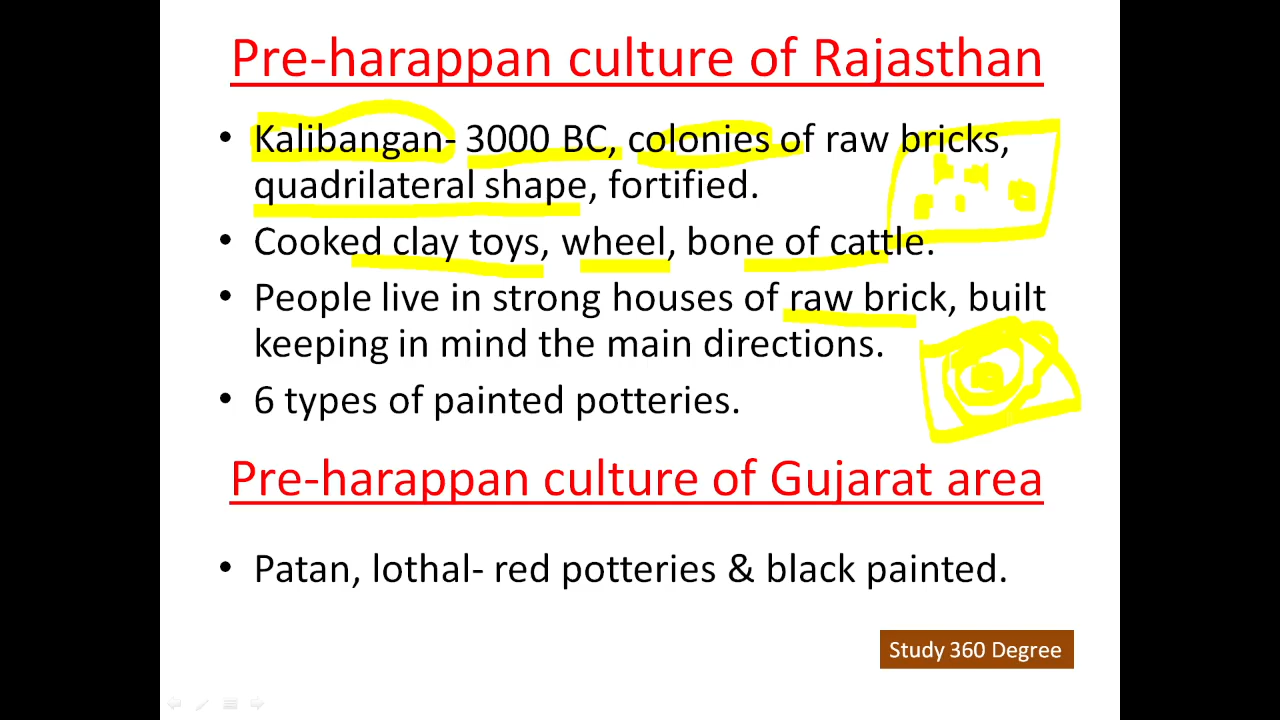 Pre-harappan culture of Rajasthan
• Kalibangan- 3000 BC, colonies of raw bricks,
quadrilateral shape, fortified.
• Cooked clay toys, wheel, bone of cattle.
• People live in strong houses of raw brick, built
keeping in mind the main directions.
• 6 types of painted potteries.
Pre-harappan culture of Gujarat area
• Patan, lothal- red potteries & black painted.
Study 360 Degree